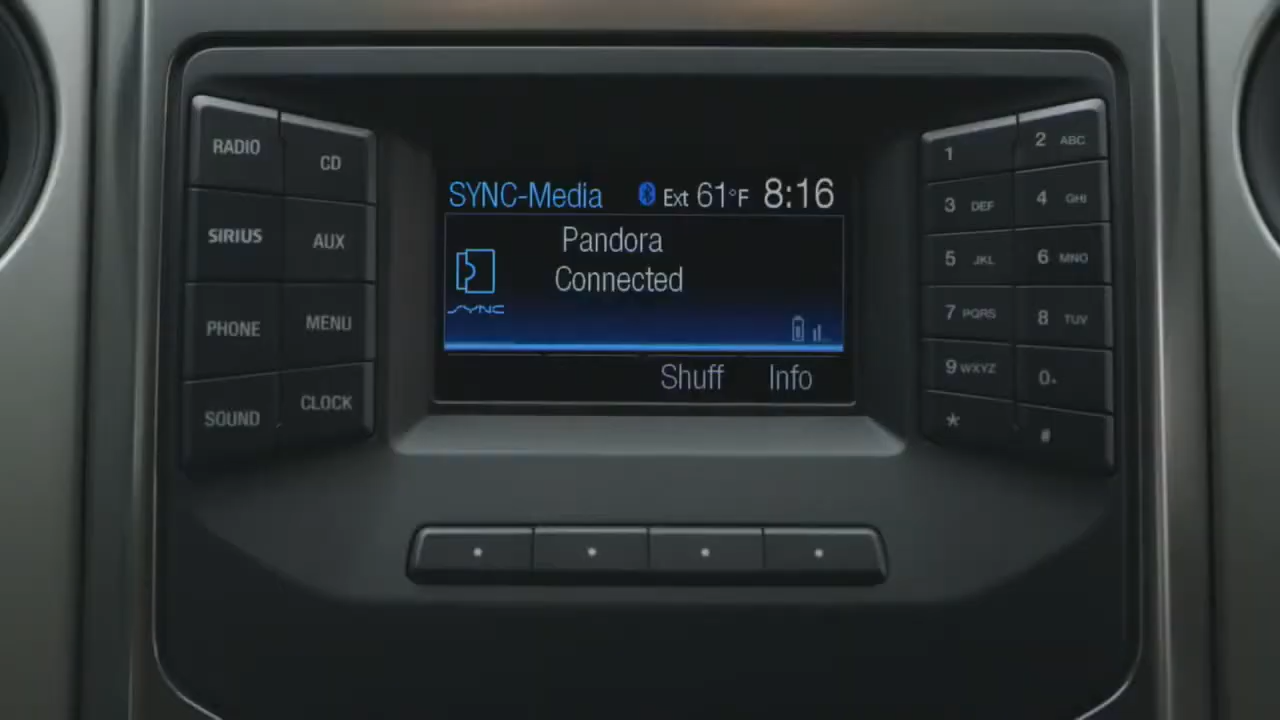 RADIO
CD
SIRIUS
AUX
PHONE
MENU
SOUND
CLOCK
SYNC-Media Ext 61°F 8:16
Pandora
Connected
SYNC
Shuff Info
1
2 ABC
3 DEF
4 GHI
5 JKL
6 MNO
7 PQRS
8 TUV
9 WXYZ
0+
*
#